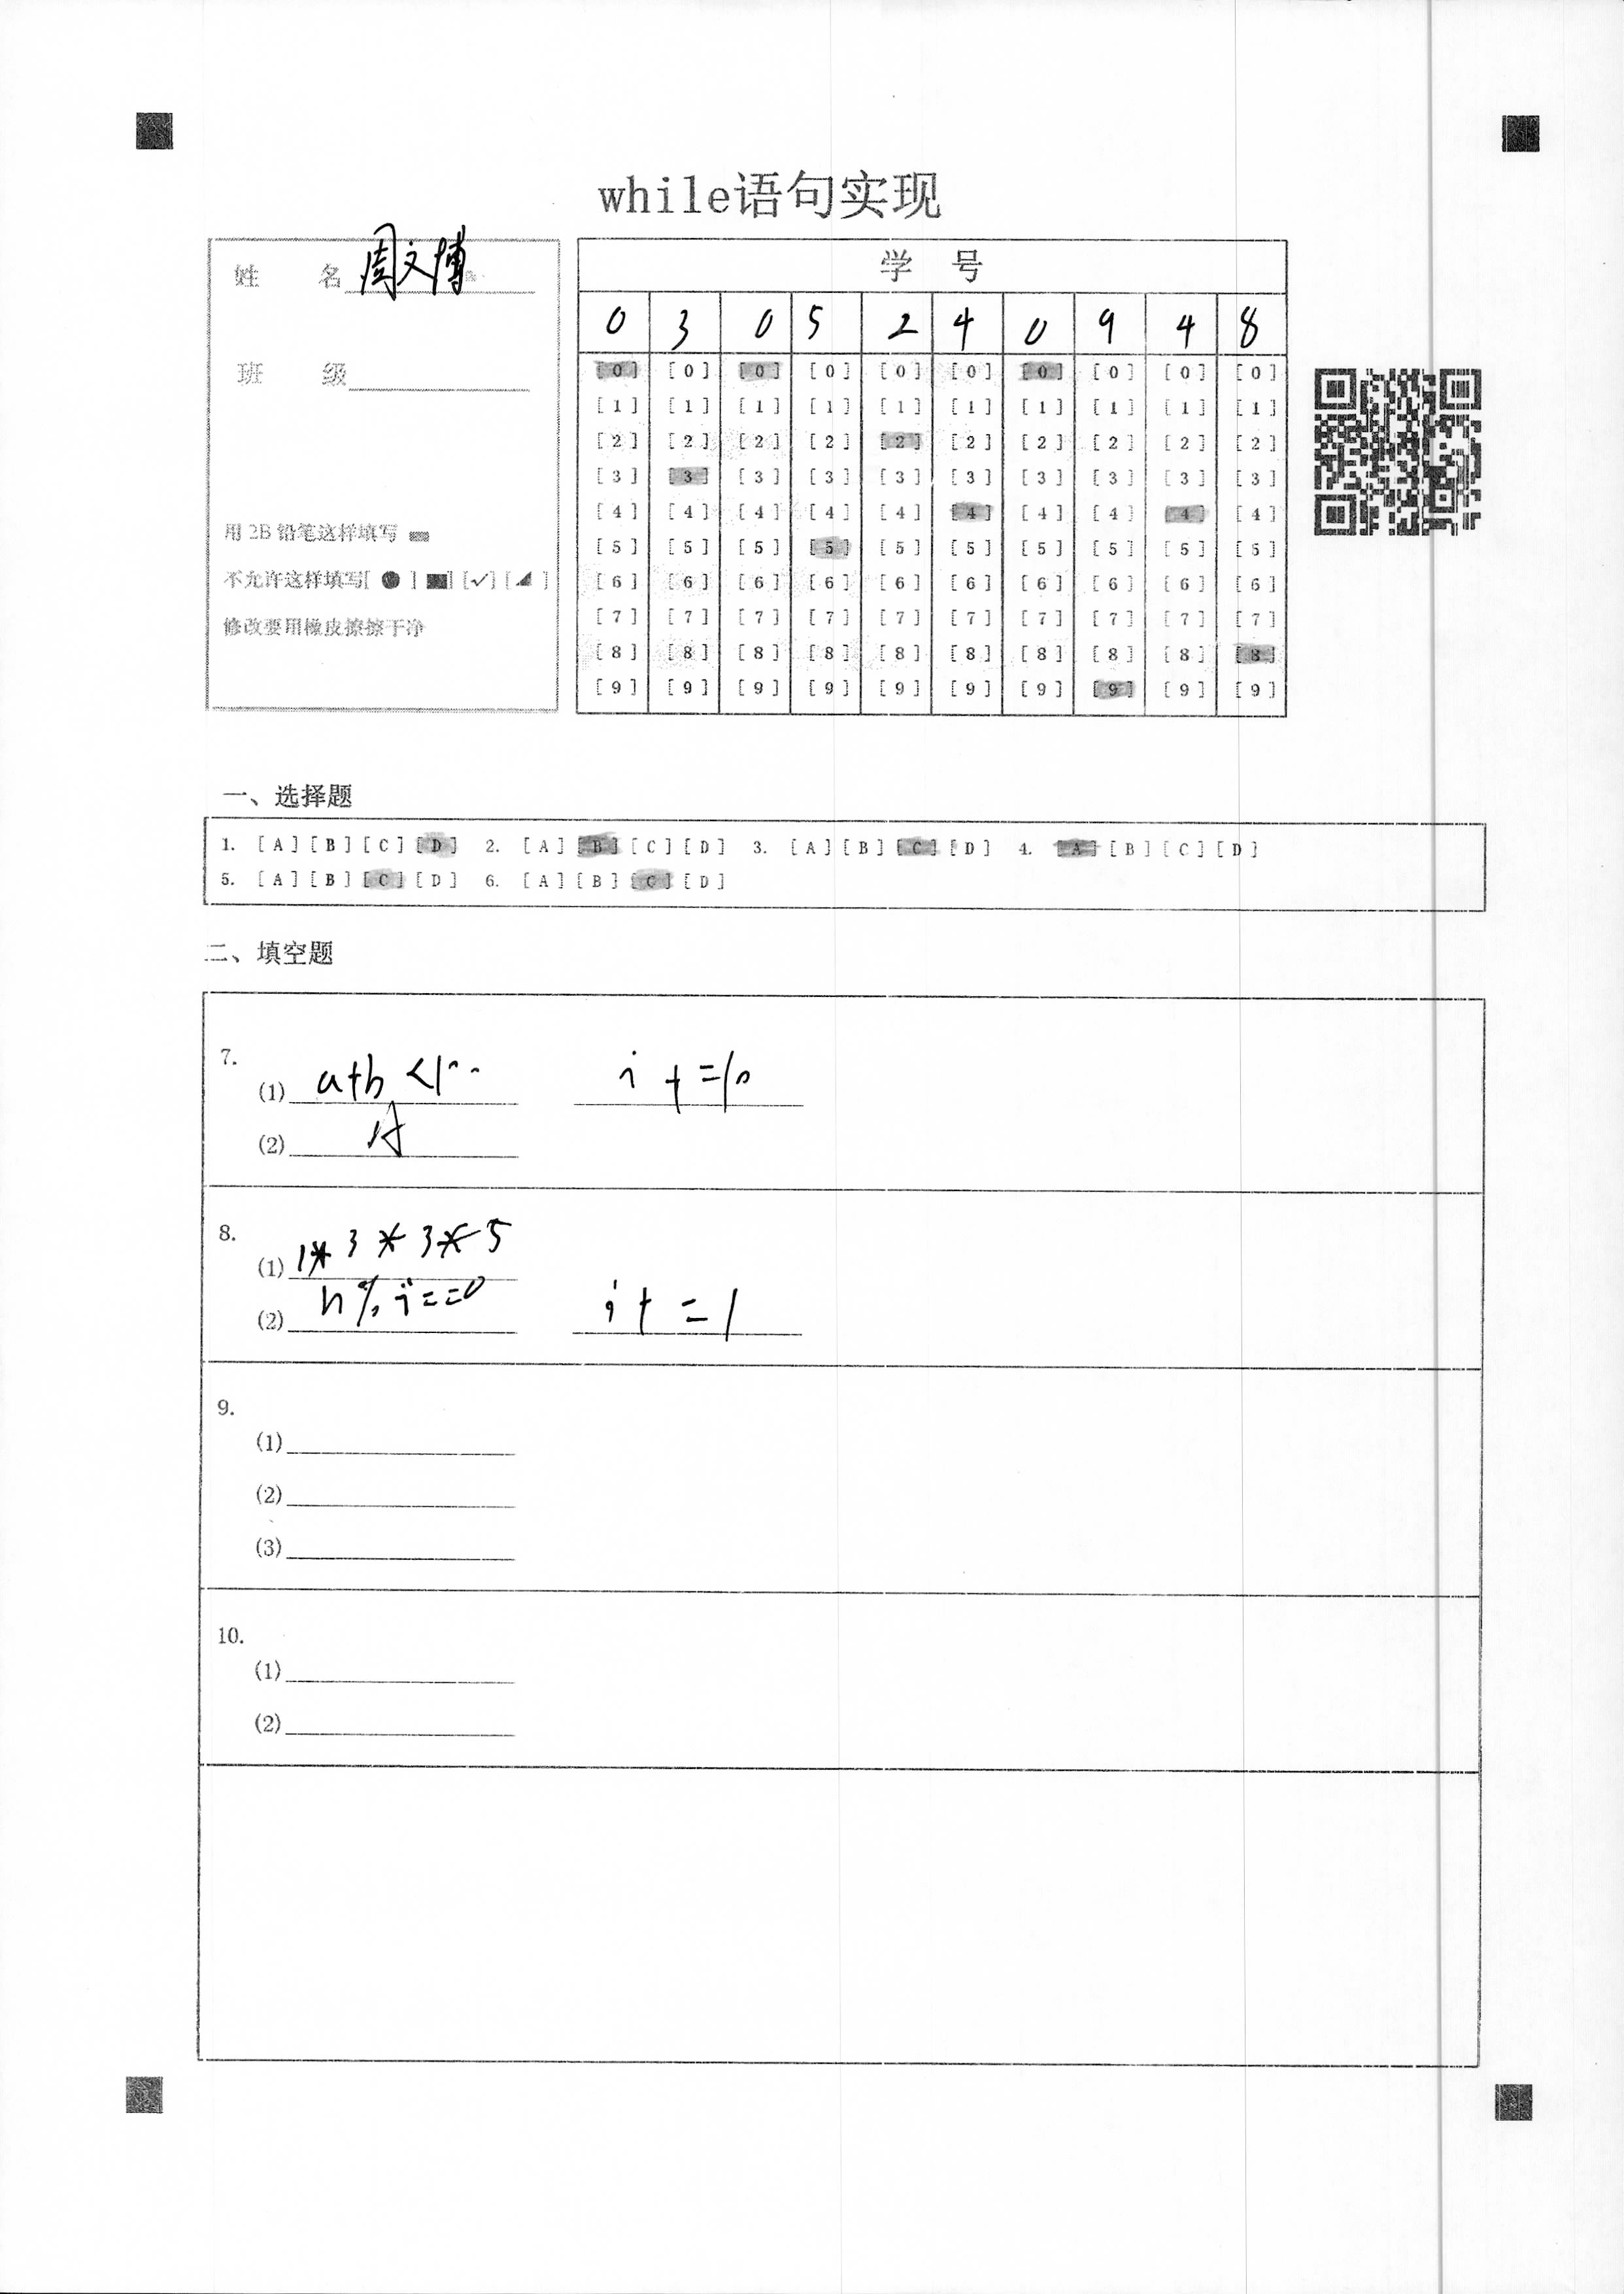 while语句实现
姓 名 周文博
班 级
用 2B 铅笔这样填写
不允许这样填写[ ● ] [■] [✓] [◢ ]
修改要用橡皮擦擦干净
学 号
0 3 0 5 2 4 0 9 4 8
[0] [0] [0] [0] [0] [0] [0] [0] [0] [0]
[1] [1] [1] [1] [1] [1] [1] [1] [1] [1]
[2] [2] [2] [2] [2] [2] [2] [2] [2] [2]
[3] [3] [3] [3] [3] [3] [3] [3] [3] [3]
[4] [4] [4] [4] [4] [4] [4] [4] [4] [4]
[5] [5] [5] [5] [5] [5] [5] [5] [5] [5]
[6] [6] [6] [6] [6] [6] [6] [6] [6] [6]
[7] [7] [7] [7] [7] [7] [7] [7] [7] [7]
[8] [8] [8] [8] [8] [8] [8] [8] [8] [8]
[9] [9] [9] [9] [9] [9] [9] [9] [9] [9]
一、选择题
1. [A] [B] [C] [D] 2. [A] [B] [C] [D] 3. [A] [B] [C] [D] 4. [A] [B] [C] [D]
5. [A] [B] [C] [D] 6. [A] [B] [C] [D]
二、填空题
7.
(1) a+b < i+=10
(2) A
8.
(1) 1*3*3*5
(2) n%i==0 i+=1
9.
(1)
(2)
(3)
10.
(1)
(2)